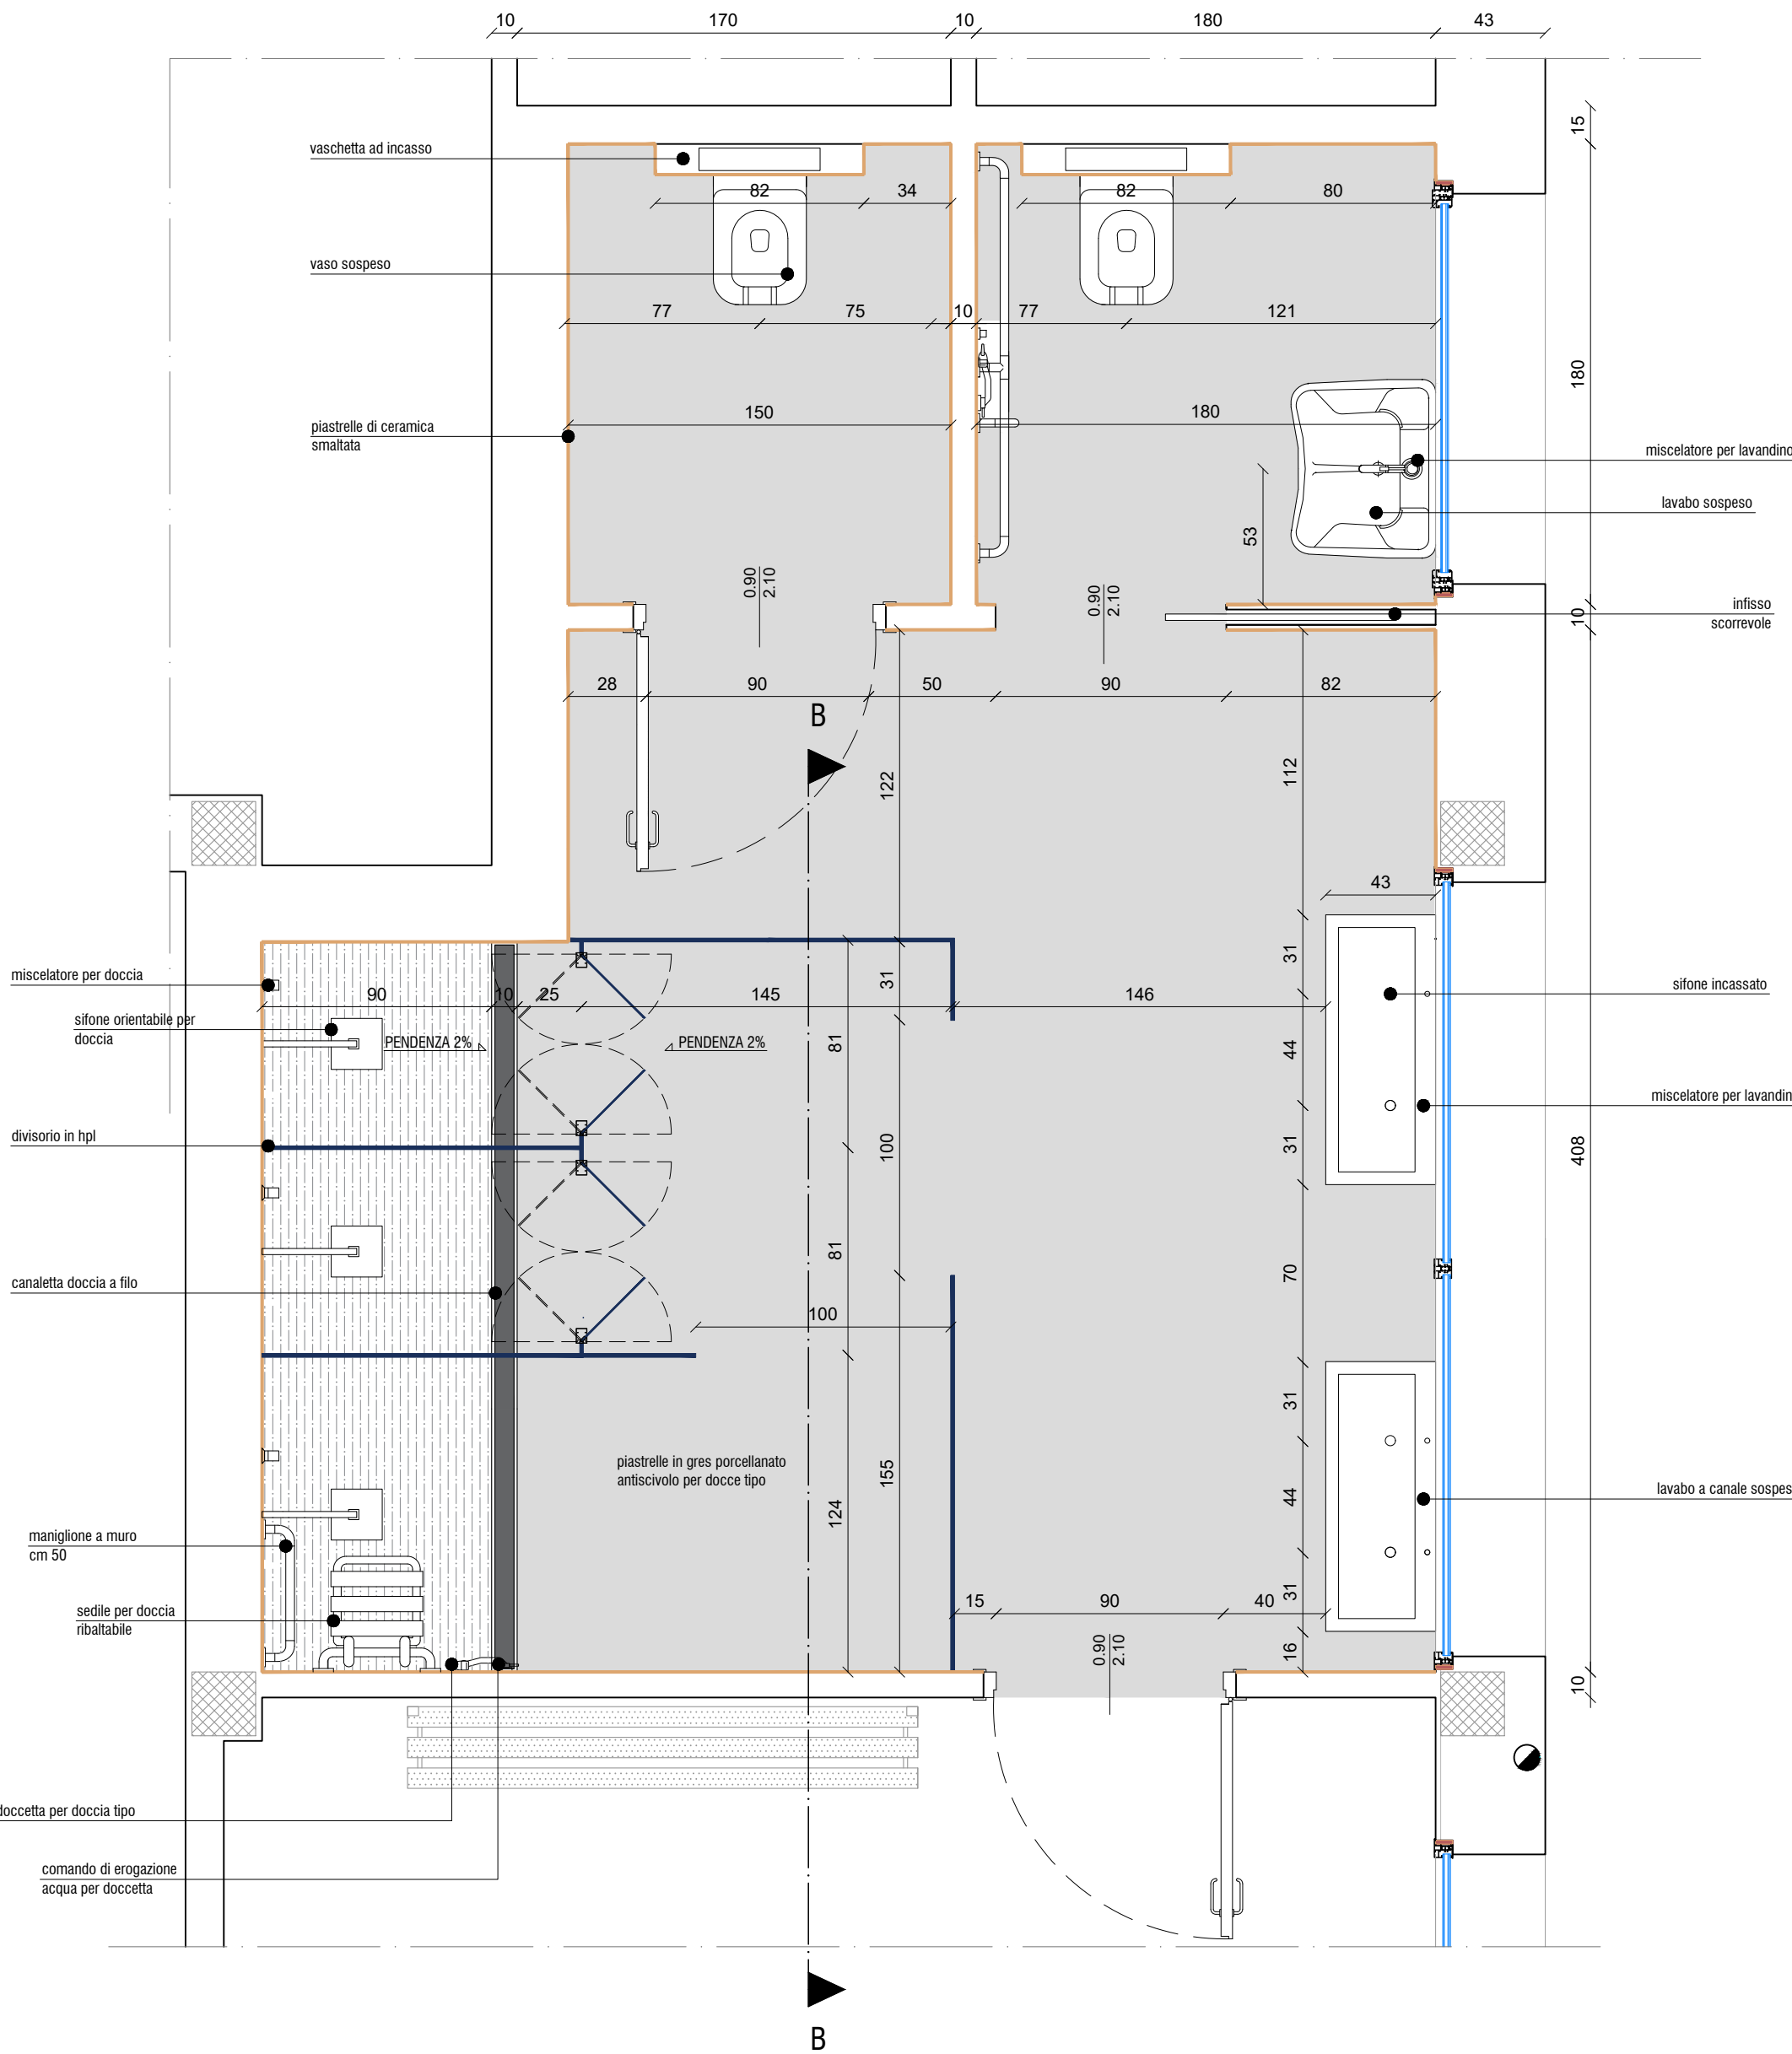 10 170 10 180 43
15
vaschetta ad incasso
82 34 82 80
vaso sospeso
77 75 10 77 121
180
150 180
piastrelle di ceramica
smaltata
miscelatore per lavandino
lavabo sospeso
53
0.90
2.10
0.90
2.10
infisso
scorrevole
10
28 90 50 90 82
B
122
112
43
miscelatore per doccia
31
31
sifone incassato
90 10 25 145 146
sifone orientabile per
doccia
PENDENZA 2%
PENDENZA 2%
81
44
miscelatore per lavandin
divisorio in hpl
100
31
408
81
70
canaletta doccia a filo
100
31
piastrelle in gres porcellanato
antiscivolo per docce tipo
155
124
44
lavabo a canale sospes
maniglione a muro
cm 50
sedile per doccia
ribaltabile
15 90 40
31
0.90
2.10
16
10
doccetta per doccia tipo
comando di erogazione
acqua per doccetta
B